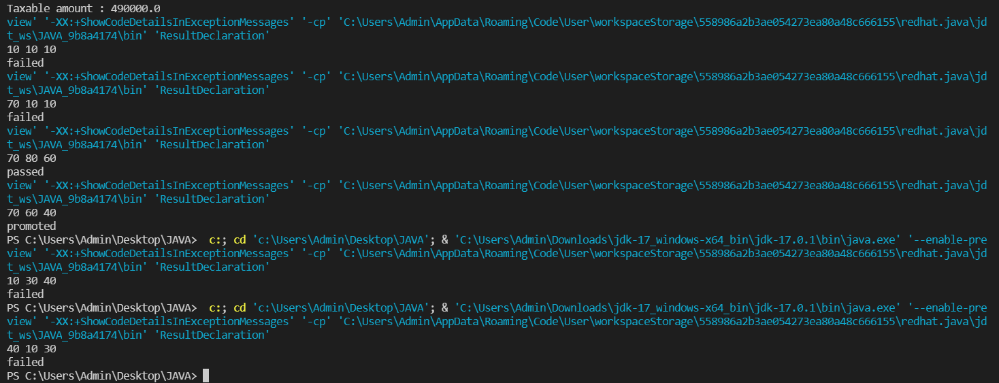 Taxable amount : 490000.0
view' '-XX:+ShowCodeDetailsInExceptionMessages' '-cp' 'C:\Users\Admin\AppData\Roaming\Code\User\workspaceStorage\558986a2b3ae054273ea80a48c666155\redhat.java\jd
t_ws\JAVA_9b8a4174\bin' 'ResultDeclaration'
10 10 10
failed
view' '-XX:+ShowCodeDetailsInExceptionMessages' '-cp' 'C:\Users\Admin\AppData\Roaming\Code\User\workspaceStorage\558986a2b3ae054273ea80a48c666155\redhat.java\jd
t_ws\JAVA_9b8a4174\bin' 'ResultDeclaration'
70 10 10
failed
view' '-XX:+ShowCodeDetailsInExceptionMessages' '-cp' 'C:\Users\Admin\AppData\Roaming\Code\User\workspaceStorage\558986a2b3ae054273ea80a48c666155\redhat.java\jd
t_ws\JAVA_9b8a4174\bin' 'ResultDeclaration'
70 80 60
passed
view' '-XX:+ShowCodeDetailsInExceptionMessages' '-cp' 'C:\Users\Admin\AppData\Roaming\Code\User\workspaceStorage\558986a2b3ae054273ea80a48c666155\redhat.java\jd
t_ws\JAVA_9b8a4174\bin' 'ResultDeclaration'
70 60 40
promoted
PS C:\Users\Admin\Desktop\JAVA>  c:; cd 'c:\Users\Admin\Desktop\JAVA'; & 'C:\Users\Admin\Downloads\jdk-17_windows-x64_bin\jdk-17.0.1\bin\java.exe' '--enable-pre
view' '-XX:+ShowCodeDetailsInExceptionMessages' '-cp' 'C:\Users\Admin\AppData\Roaming\Code\User\workspaceStorage\558986a2b3ae054273ea80a48c666155\redhat.java\jd
t_ws\JAVA_9b8a4174\bin' 'ResultDeclaration'
10 30 40
failed
PS C:\Users\Admin\Desktop\JAVA>  c:; cd 'c:\Users\Admin\Desktop\JAVA'; & 'C:\Users\Admin\Downloads\jdk-17_windows-x64_bin\jdk-17.0.1\bin\java.exe' '--enable-pre
view' '-XX:+ShowCodeDetailsInExceptionMessages' '-cp' 'C:\Users\Admin\AppData\Roaming\Code\User\workspaceStorage\558986a2b3ae054273ea80a48c666155\redhat.java\jd
t_ws\JAVA_9b8a4174\bin' 'ResultDeclaration'
40 10 30
failed
PS C:\Users\Admin\Desktop\JAVA>